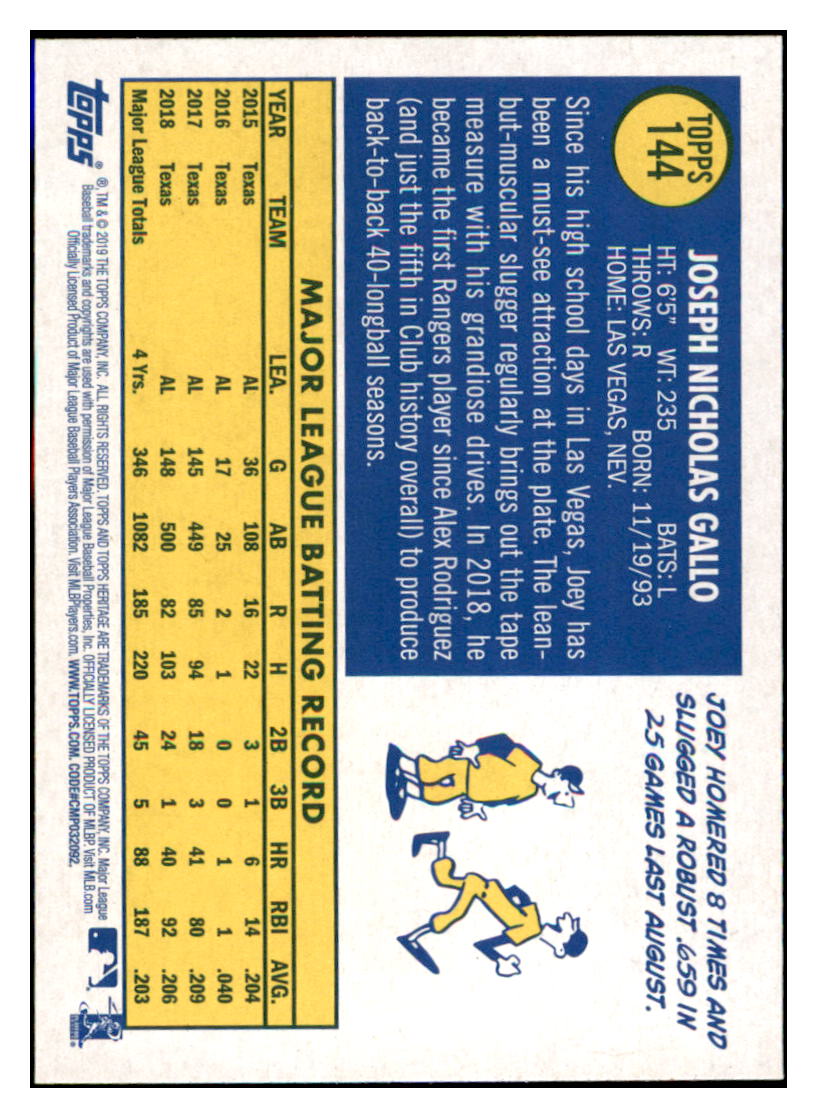 TOPPS
144
JOSEPH NICHOLAS GALLO
HT: 6'5" WT: 235 BATS: L
THROWS: R BORN: 11/19/93
HOME: LAS VEGAS, NEV.
Since his high school days in Las Vegas, Joey has
been a must-see attraction at the plate. The lean-
but-muscular slugger regularly brings out the tape
measure with his grandiose drives. In 2018, he
became the first Rangers player since Alex Rodriguez
(and just the fifth in Club history overall) to produce
back-to-back 40-longball seasons.
JOEY HOMERED 8 TIMES AND
SLUGGED A ROBUST .659 IN
25 GAMES LAST AUGUST.
MAJOR LEAGUE BATTING RECORD
YEAR TEAM LEA. G AB R H 2B 3B HR RBI AVG.
2015 Texas AL 36 108 16 22 3 1 6 14 .204
2016 Texas AL 17 25 2 1 0 0 1 1 .040
2017 Texas AL 145 449 85 94 18 3 41 80 .209
2018 Texas AL 148 500 82 103 24 1 40 92 .206
Major League Totals 4 Yrs. 346 1082 185 220 45 5 88 187 .203
topps®
®, TM & © 2019 THE TOPPS COMPANY, INC. ALL RIGHTS RESERVED. TOPPS AND TOPPS HERITAGE ARE TRADEMARKS OF THE TOPPS COMPANY, INC. Major League
Baseball trademarks and copyrights are used with permission of Major League Baseball Properties, Inc. OFFICIALLY LICENSED PRODUCT OF MLBP. Visit MLB.com
Officially Licensed Product of Major League Baseball Players Association. Visit MLBPlayers.com. WWW.TOPPS.COM. CODE#CMP032092.